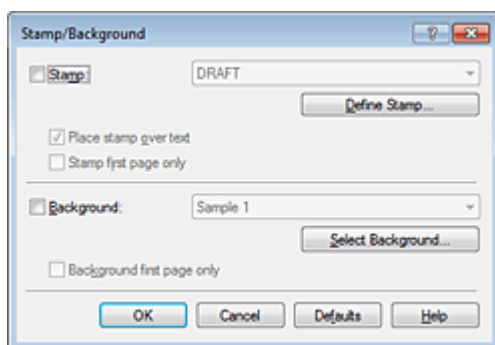 Stamp/Background
Stamp: DRAFT
Define Stamp...
Place stamp over text
Stamp first page only
Background: Sample 1
Select Background...
Background first page only
OK Cancel Defaults Help